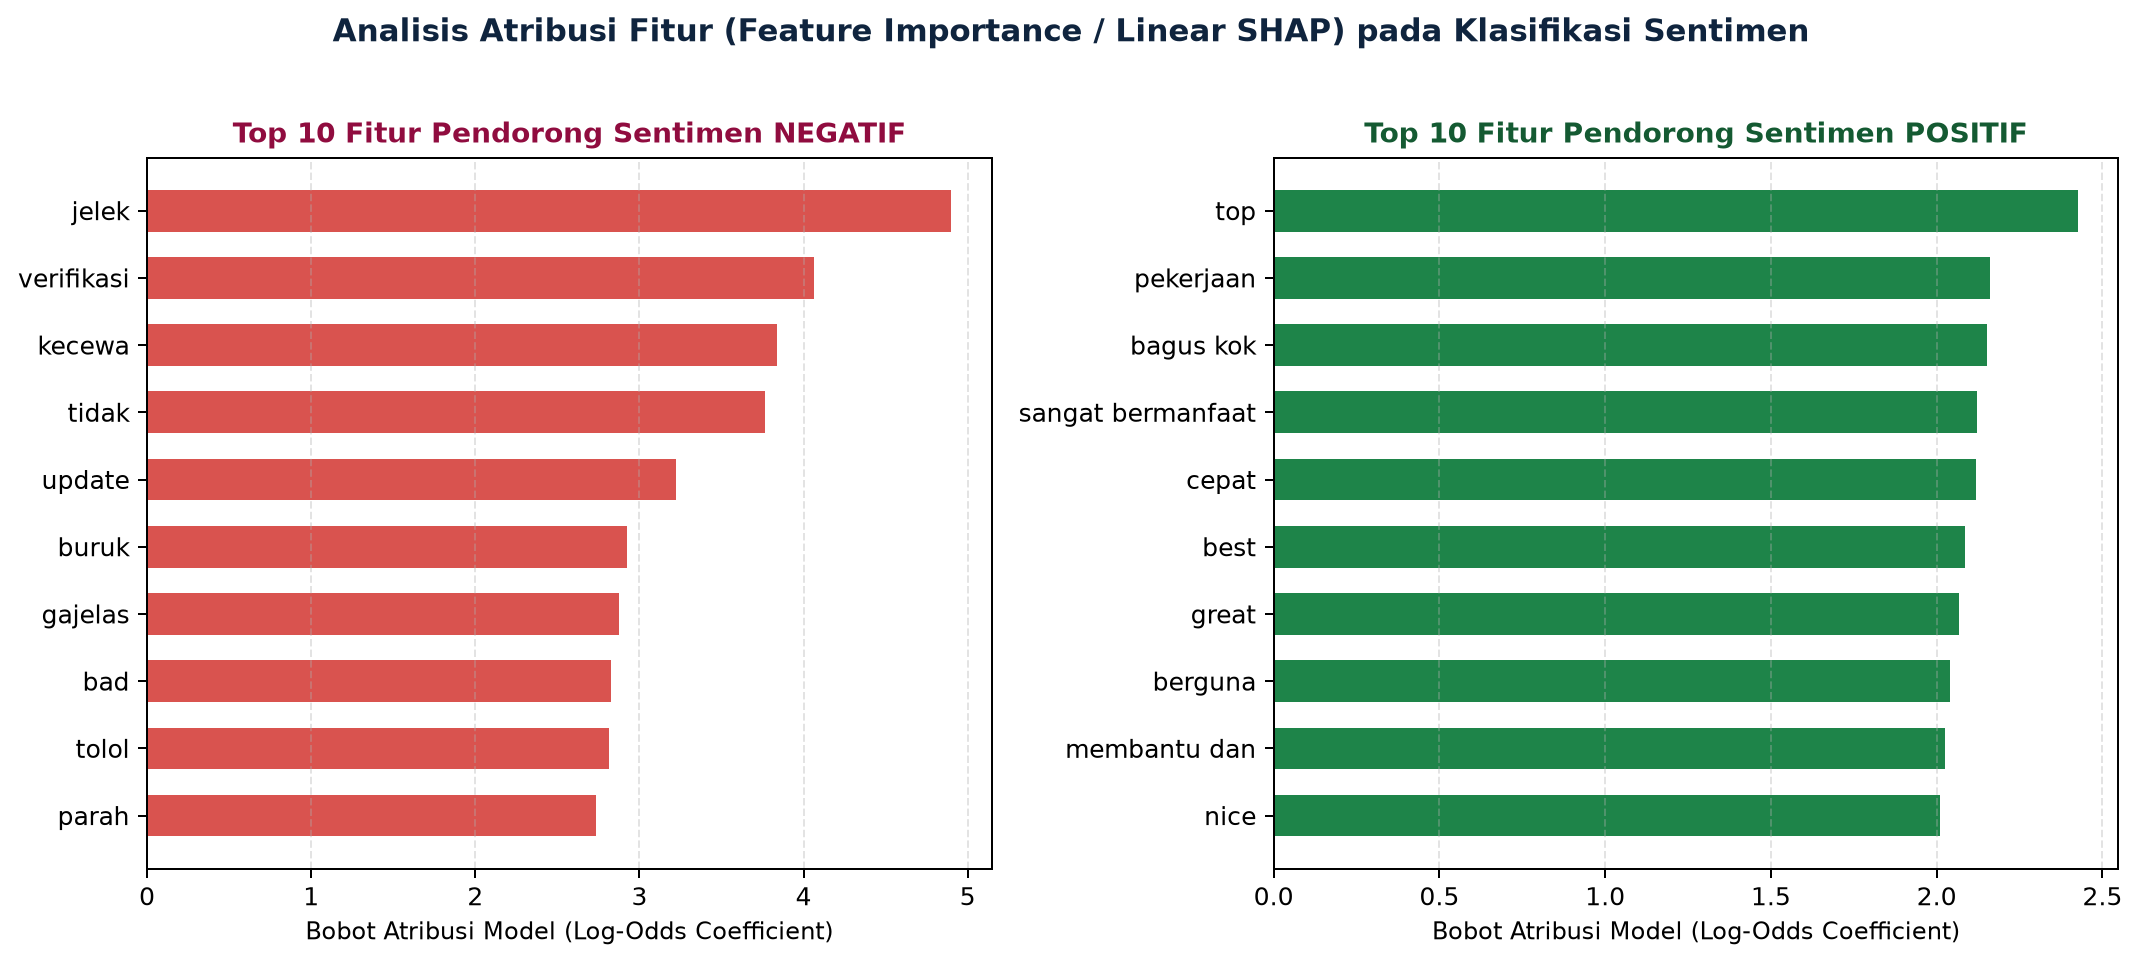 Analisis Atribusi Fitur (Feature Importance / Linear SHAP) pada Klasifikasi Sentimen
Top 10 Fitur Pendorong Sentimen NEGATIF
jelek
verifikasi
kecewa
tidak
update
buruk
gajelas
bad
tolol
parah
0 1 2 3 4 5
Bobot Atribusi Model (Log-Odds Coefficient)
Top 10 Fitur Pendorong Sentimen POSITIF
top
pekerjaan
bagus kok
sangat bermanfaat
cepat
best
great
berguna
membantu dan
nice
0.0 0.5 1.0 1.5 2.0 2.5
Bobot Atribusi Model (Log-Odds Coefficient)